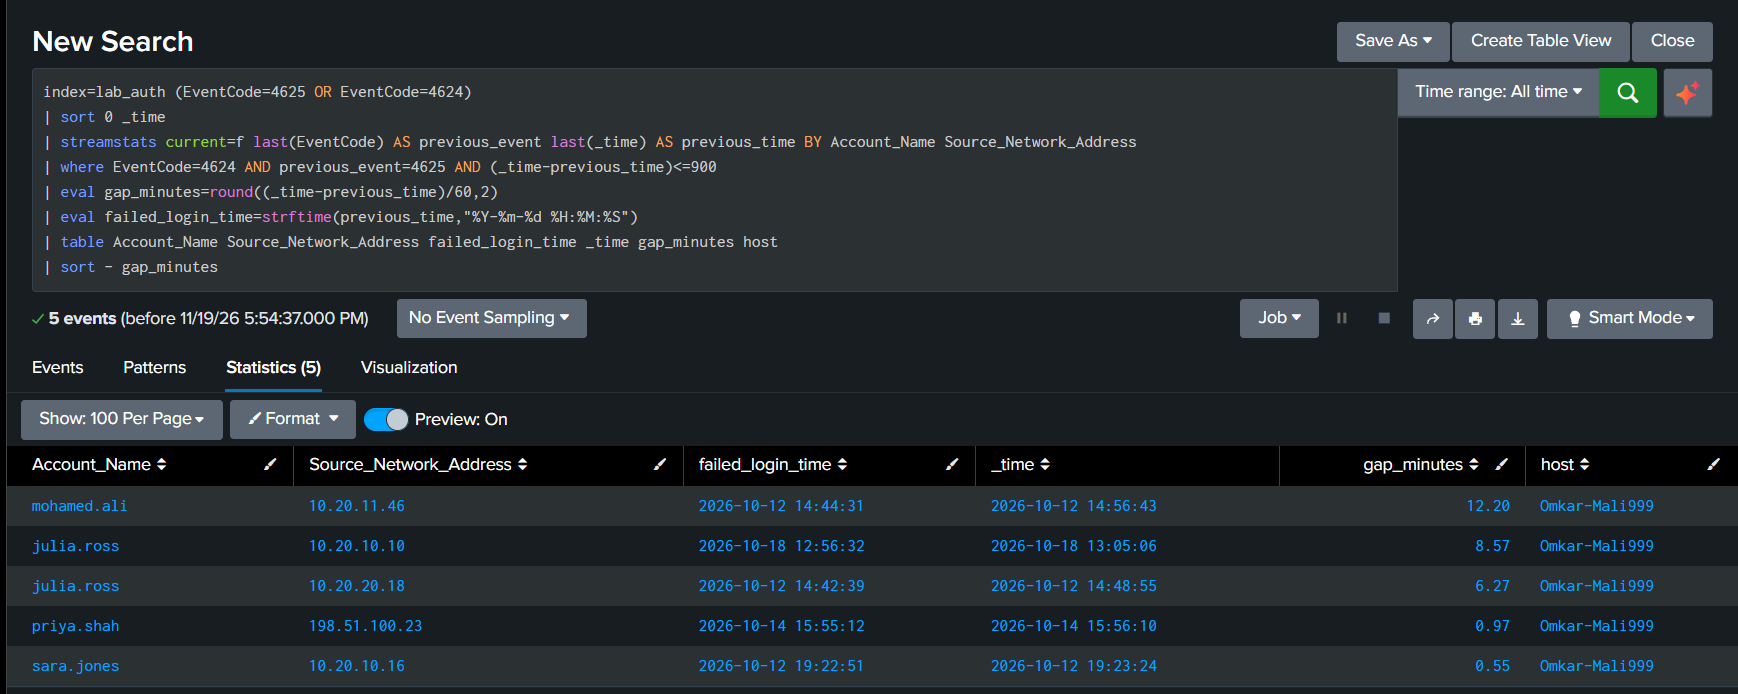 New Search
Save As
Create Table View
Close
index=lab_auth (EventCode=4625 OR EventCode=4624)
| sort 0 _time
| streamstats current=f last(EventCode) AS previous_event last(_time) AS previous_time BY Account_Name Source_Network_Address
| where EventCode=4624 AND previous_event=4625 AND (_time-previous_time)<=900
| eval gap_minutes=round((_time-previous_time)/60,2)
| eval failed_login_time=strftime(previous_time,"%Y-%m-%d %H:%M:%S")
| table Account_Name Source_Network_Address failed_login_time _time gap_minutes host
| sort - gap_minutes
Time range: All time
5 events (before 11/19/26 5:54:37.000 PM)
No Event Sampling
Job
Smart Mode
Events Patterns Statistics (5) Visualization
Show: 100 Per Page
Format
Preview: On
Account_Name Source_Network_Address failed_login_time _time gap_minutes host
mohamed.ali 10.20.11.46 2026-10-12 14:44:31 2026-10-12 14:56:43 12.20 Omkar-Mali999
julia.ross 10.20.10.10 2026-10-18 12:56:32 2026-10-18 13:05:06 8.57 Omkar-Mali999
julia.ross 10.20.20.18 2026-10-12 14:42:39 2026-10-12 14:48:55 6.27 Omkar-Mali999
priya.shah 198.51.100.23 2026-10-14 15:55:12 2026-10-14 15:56:10 0.97 Omkar-Mali999
sara.jones 10.20.10.16 2026-10-12 19:22:51 2026-10-12 19:23:24 0.55 Omkar-Mali999